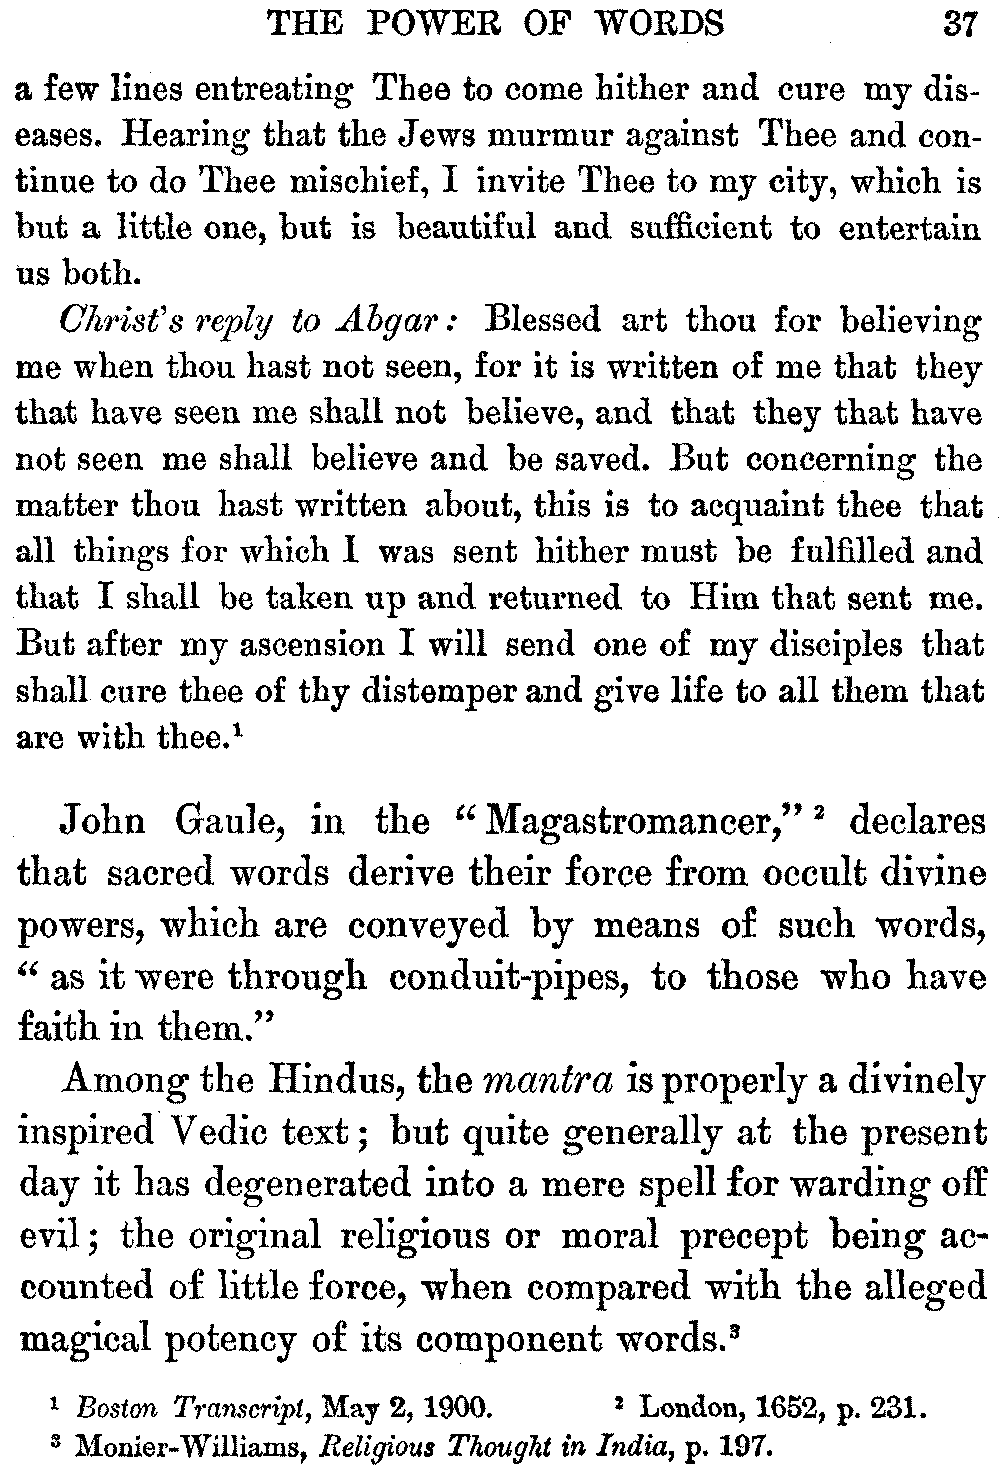 THE POWER OF WORDS 37
a few lines entreating Thee to come hither and cure my dis-
eases. Hearing that the Jews murmur against Thee and con-
tinue to do Thee mischief, I invite Thee to my city, which is
but a little one, but is beautiful and sufficient to entertain
us both.
Christ's reply to Abgar: Blessed art thou for believing
me when thou hast not seen, for it is written of me that they
that have seen me shall not believe, and that they that have
not seen me shall believe and be saved. But concerning the
matter thou hast written about, this is to acquaint thee that
all things for which I was sent hither must be fulfilled and
that I shall be taken up and returned to Him that sent me.
But after my ascension I will send one of my disciples that
shall cure thee of thy distemper and give life to all them that
are with thee.¹
John Gaule, in the “Magastromancer,”² declares
that sacred words derive their force from occult divine
powers, which are conveyed by means of such words,
“as it were through conduit-pipes, to those who have
faith in them.”
Among the Hindus, the mantra is properly a divinely
inspired Vedic text; but quite generally at the present
day it has degenerated into a mere spell for warding off
evil; the original religious or moral precept being ac-
counted of little force, when compared with the alleged
magical potency of its component words.³
¹ Boston Transcript, May 2, 1900. ² London, 1652, p. 231.
³ Monier-Williams, Religious Thought in India, p. 197.